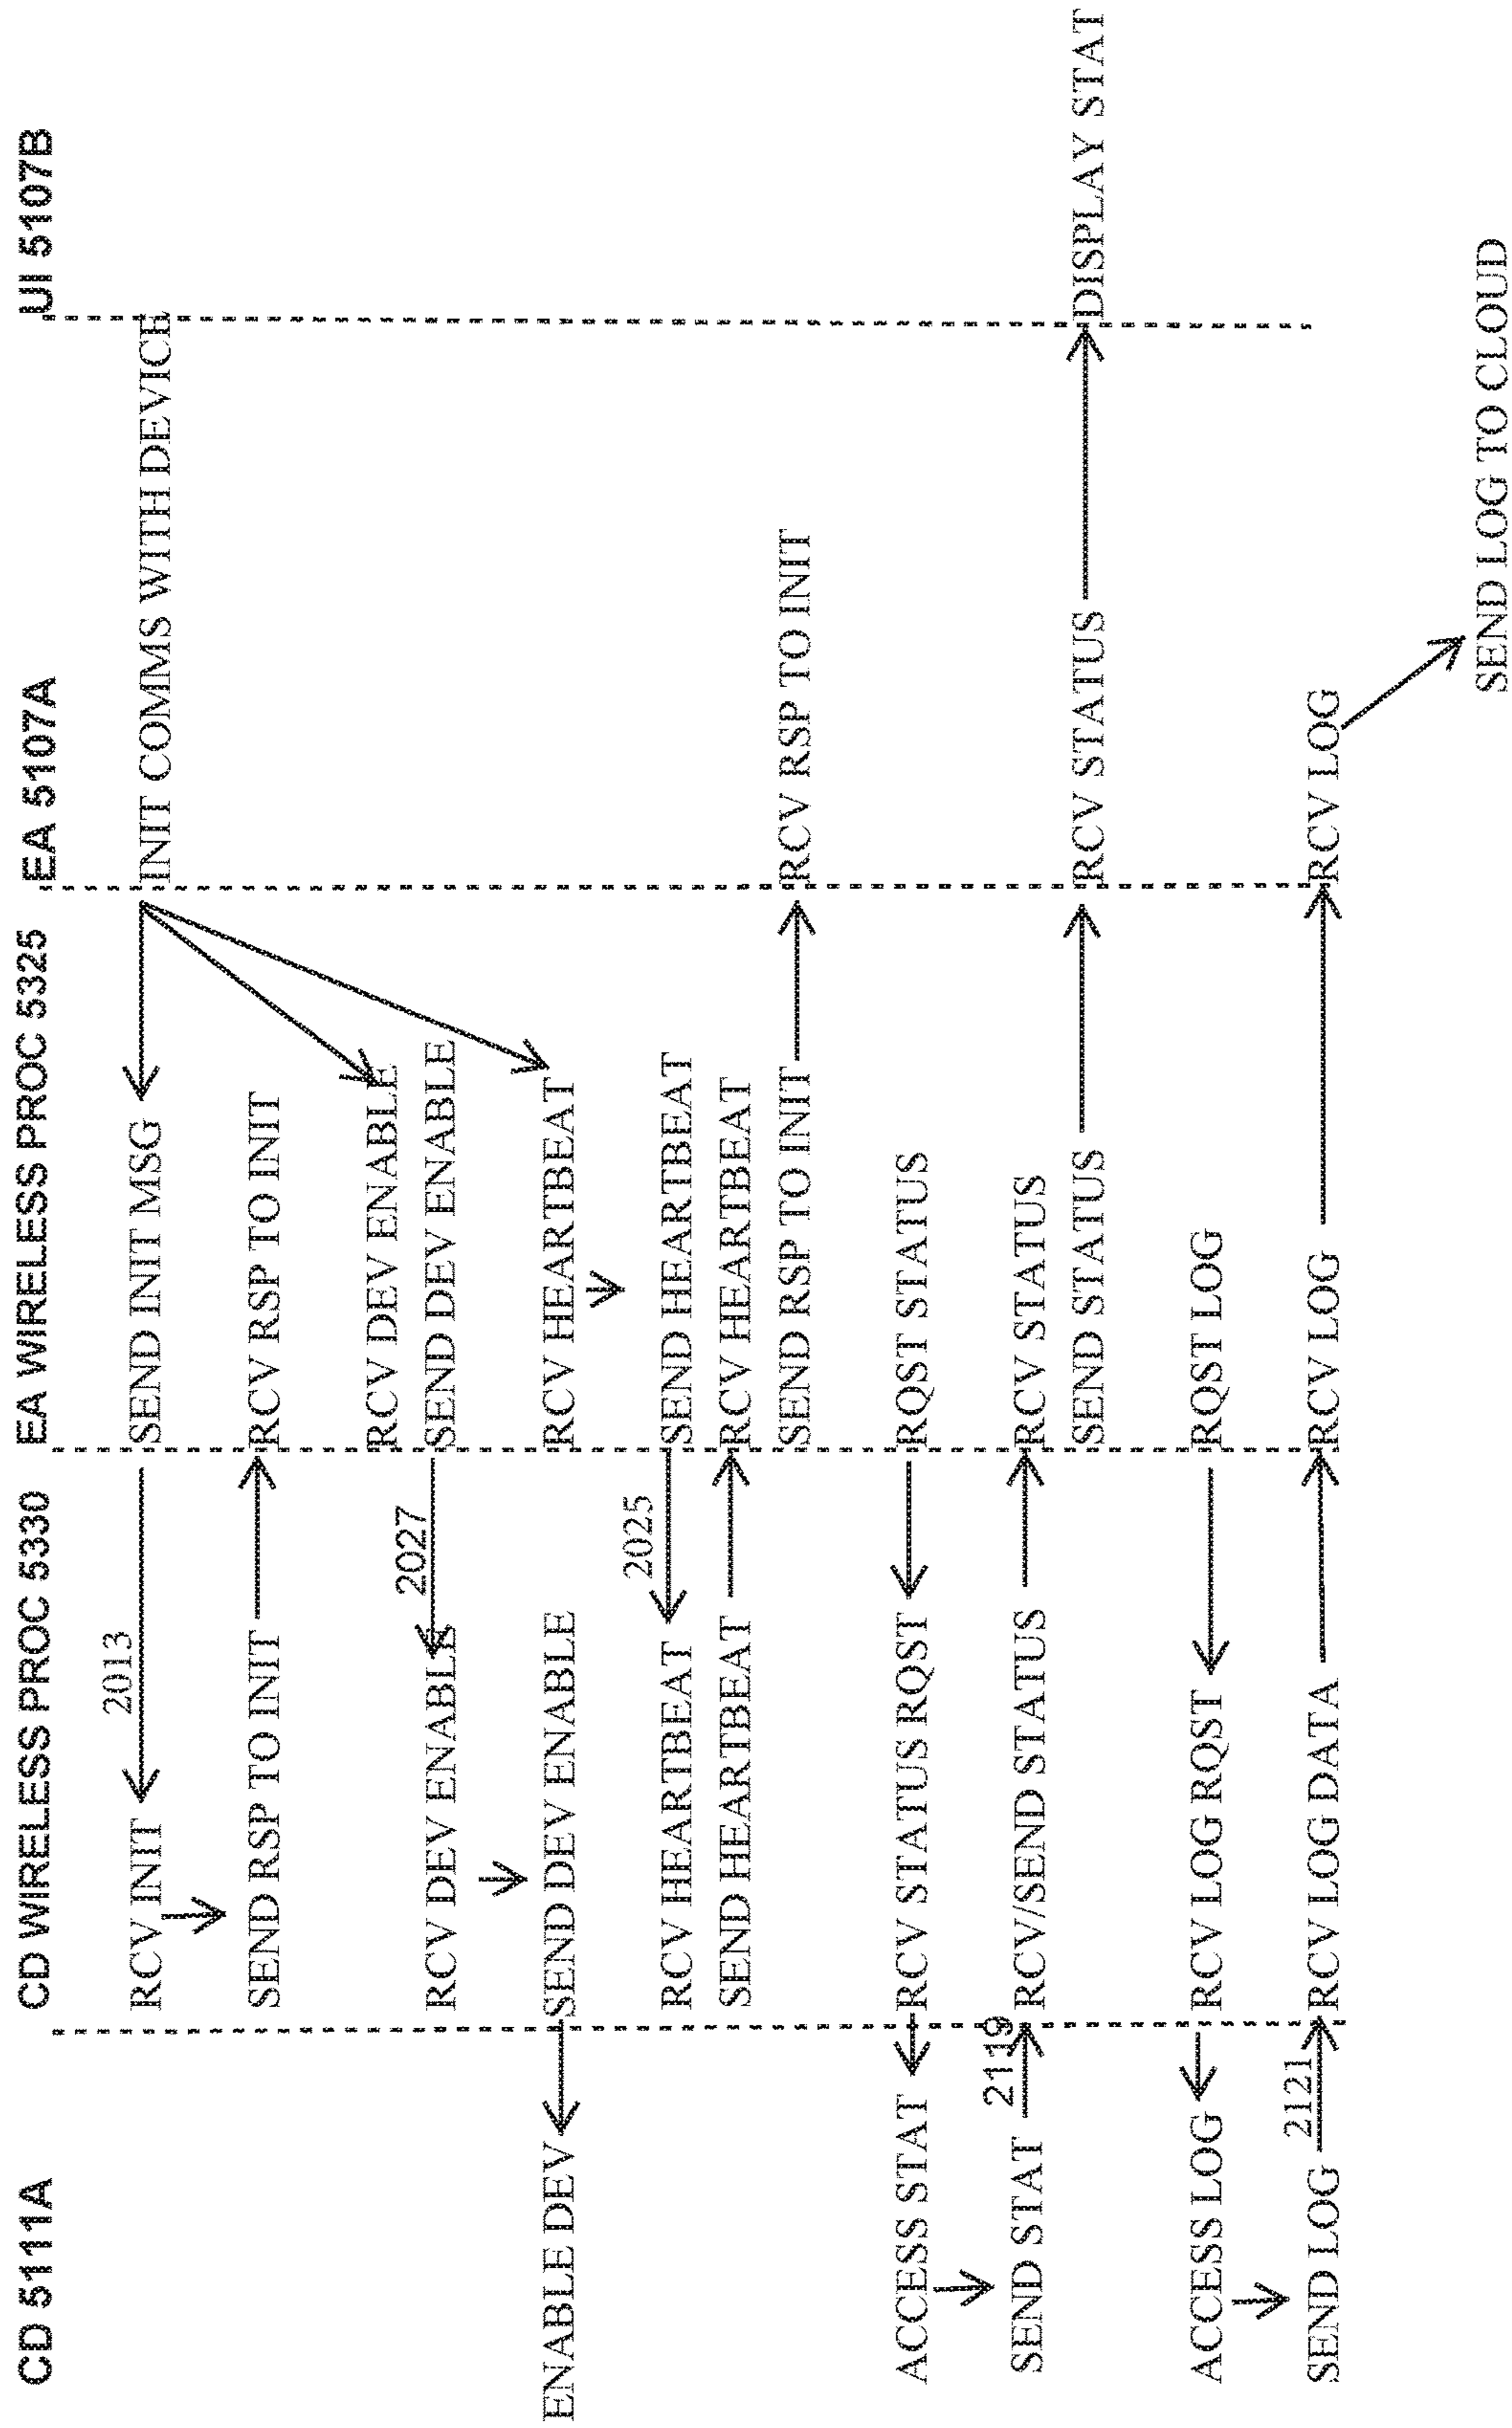 CD 5111A
CD WIRELESS PROC 5330
EA WIRELESS PROC 5325
EA 5107A
UI 5107B
RCV INIT
2013
SEND INIT MSG
INIT COMMS WITH DEVICE
SEND RSP TO INIT
RCV RSP TO INIT
RCV DEV ENABLE
RCV DEV ENABLE
2027
SEND DEV ENABLE
ENABLE DEV
SEND DEV ENABLE
RCV HEARTBEAT
RCV HEARTBEAT
2025
SEND HEARTBEAT
SEND HEARTBEAT
RCV HEARTBEAT
SEND RSP TO INIT
RCV RSP TO INIT
ACCESS STAT
RCV STATUS RQST
RQST STATUS
SEND STAT
2119
RCV/SEND STATUS
RCV STATUS
SEND STATUS
RCV STATUS
DISPLAY STAT
ACCESS LOG
RCV LOG RQST
RQST LOG
SEND LOG
2121
RCV LOG DATA
RCV LOG
RCV LOG
SEND LOG TO CLOUD